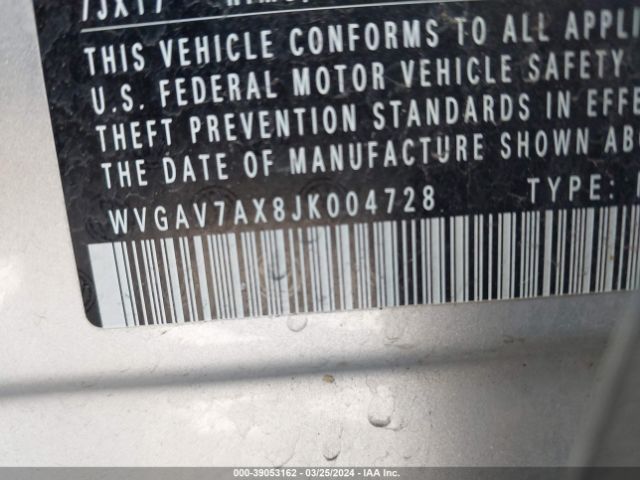 THIS VEHICLE CONFORMS TO ALL APPLI
U.S. FEDERAL MOTOR VEHICLE SAFETY
THEFT PREVENTION STANDARDS IN EFFE
THE DATE OF MANUFACTURE SHOWN ABO
WVGAV7AX8JK004728 TYPE:
000-39053162 - 03/25/2024 - IAA Inc.